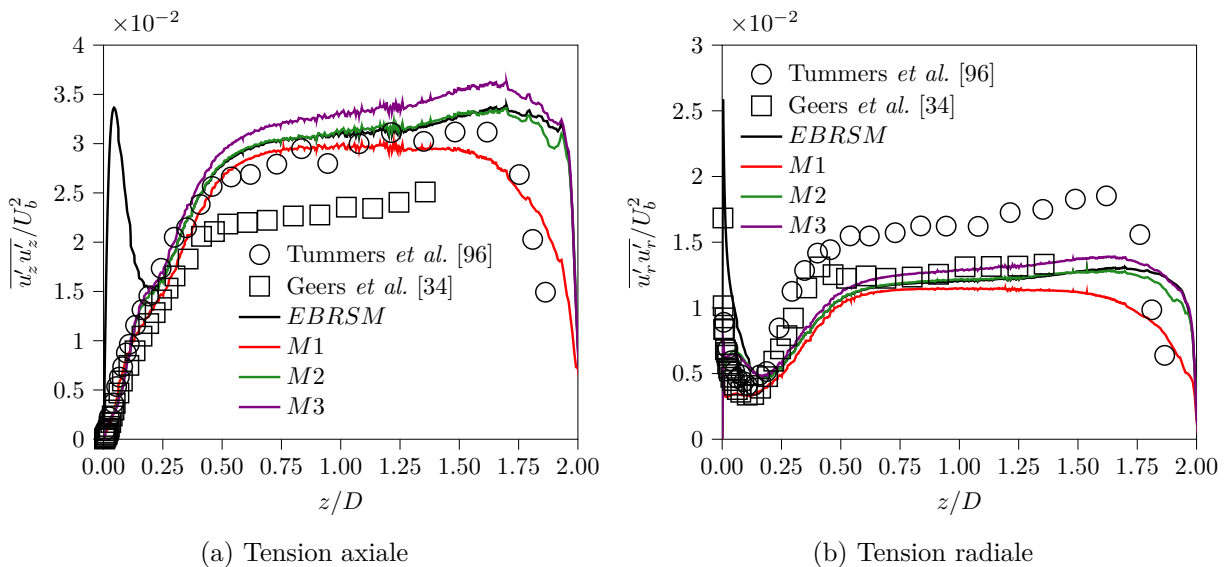 ×10⁻²
4
3.5
3
2.5
2
1.5
1
0.5
0
0.00 0.25 0.50 0.75 1.00 1.25 1.50 1.75 2.00
z/D
u′_z u′_z/U_b²
Tummers et al. [96]
Geers et al. [34]
EBRSM
M1
M2
M3
(a) Tension axiale
×10⁻²
3
2.5
2
1.5
1
0.5
0
0.00 0.25 0.50 0.75 1.00 1.25 1.50 1.75 2.00
z/D
u′_r u′_r/U_b²
Tummers et al. [96]
Geers et al. [34]
EBRSM
M1
M2
M3
(b) Tension radiale